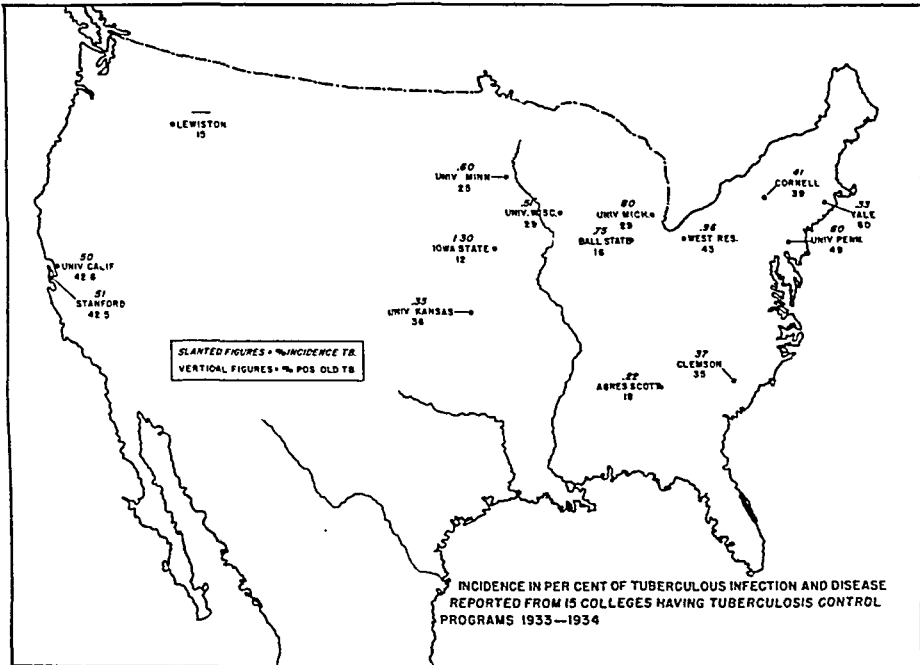 —
LEWISTON
15
.60
UNIV. MINN
25
.51
UNIV. WISC.
29
.80
UNIV MICH.
29
.75
BALL STATE
16
.96
WEST RES.
43
.41
CORNELL
39
.33
YALE
60
.60
UNIV PENN.
49
1.30
IOWA STATE
12
.50
UNIV CALIF
42.6
.51
STANFORD
42.5
.35
UNIV KANSAS
36
.37
CLEMSON
35
.22
AGNES SCOTT
18
SLANTED FIGURES = % INCIDENCE TB.
VERTICAL FIGURES = % POS OLD TB
INCIDENCE IN PER CENT OF TUBERCULOUS INFECTION AND DISEASE
REPORTED FROM 15 COLLEGES HAVING TUBERCULOSIS CONTROL
PROGRAMS 1933—1934